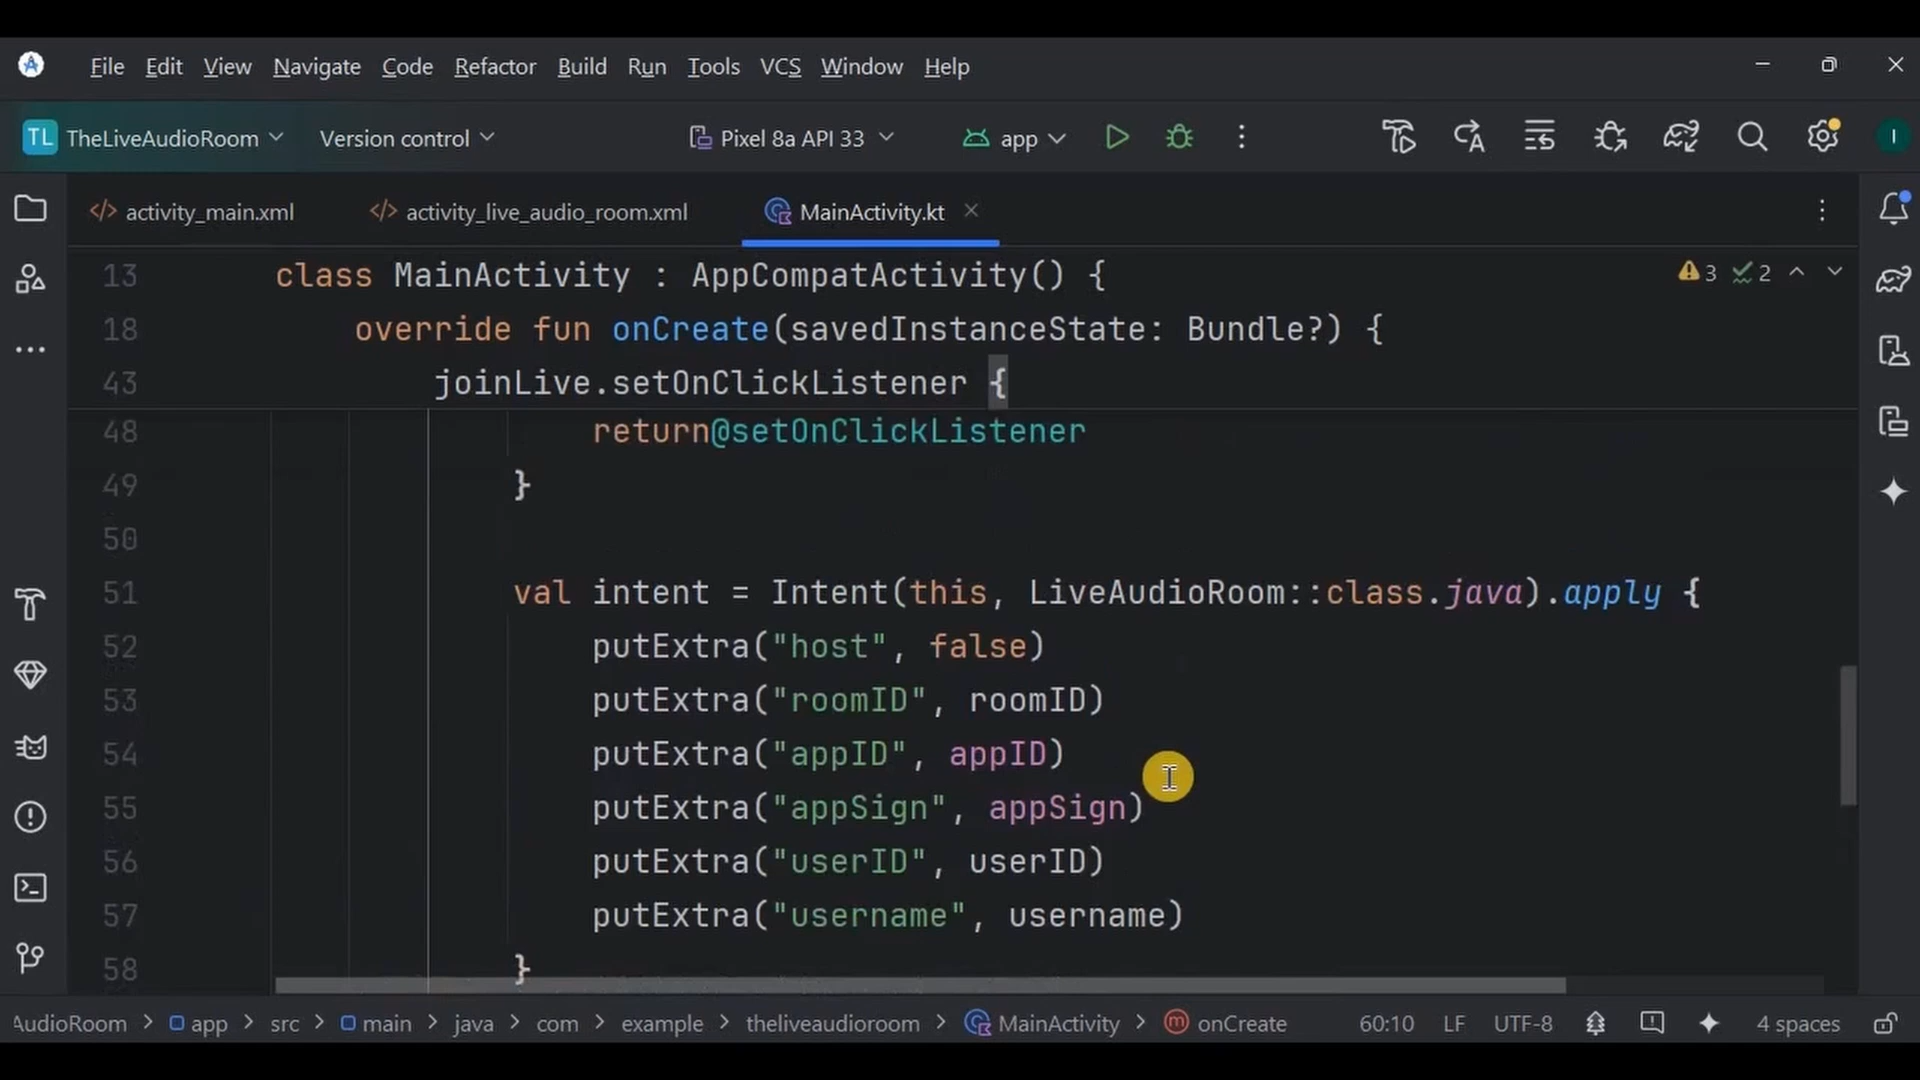 File Edit View Navigate Code Refactor Build Run Tools VCS Window Help
TL TheLiveAudioRoom Version control Pixel 8a API 33 app I
activity_main.xml activity_live_audio_room.xml MainActivity.kt
13 class MainActivity : AppCompatActivity() { 3 2
18 override fun onCreate(savedInstanceState: Bundle?) {
43 joinLive.setOnClickListener {
48 return@setOnClickListener
49 }
50
51 val intent = Intent(this, LiveAudioRoom::class.java).apply {
52 putExtra("host", false)
53 putExtra("roomID", roomID)
54 putExtra("appID", appID)
55 putExtra("appSign", appSign)
56 putExtra("userID", userID)
57 putExtra("username", username)
58 }
AudioRoom > app > src > main > java > com > example > theliveaudioroom > MainActivity > onCreate 60:10 LF UTF-8 4 spaces